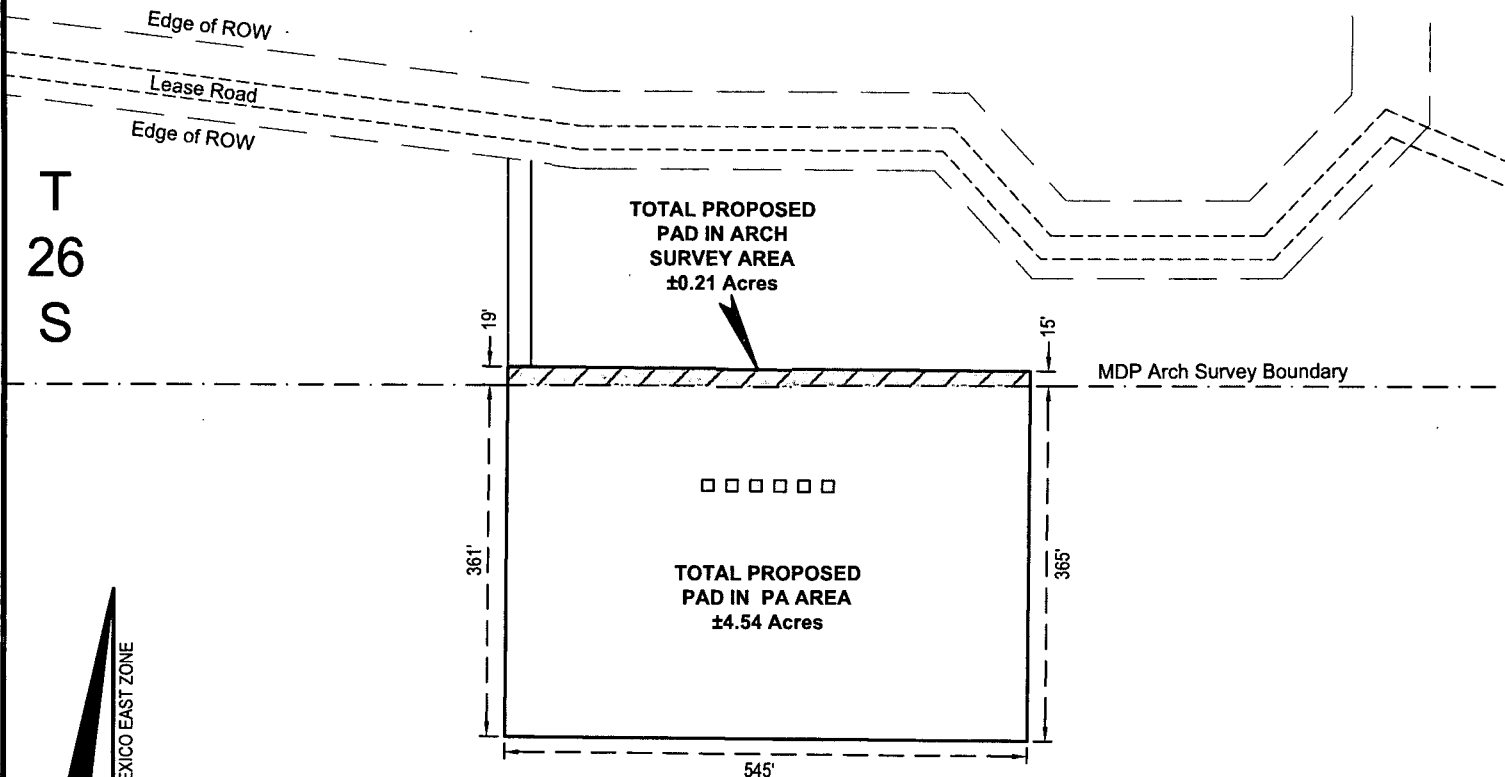 Edge of ROW
Lease Road
Edge of ROW
T
26
S
TOTAL PROPOSED
PAD IN ARCH
SURVEY AREA
±0.21 Acres
19'
15'
MDP Arch Survey Boundary
361'
365'
TOTAL PROPOSED
PAD IN PA AREA
±4.54 Acres
545'
EXICO EAST ZONE